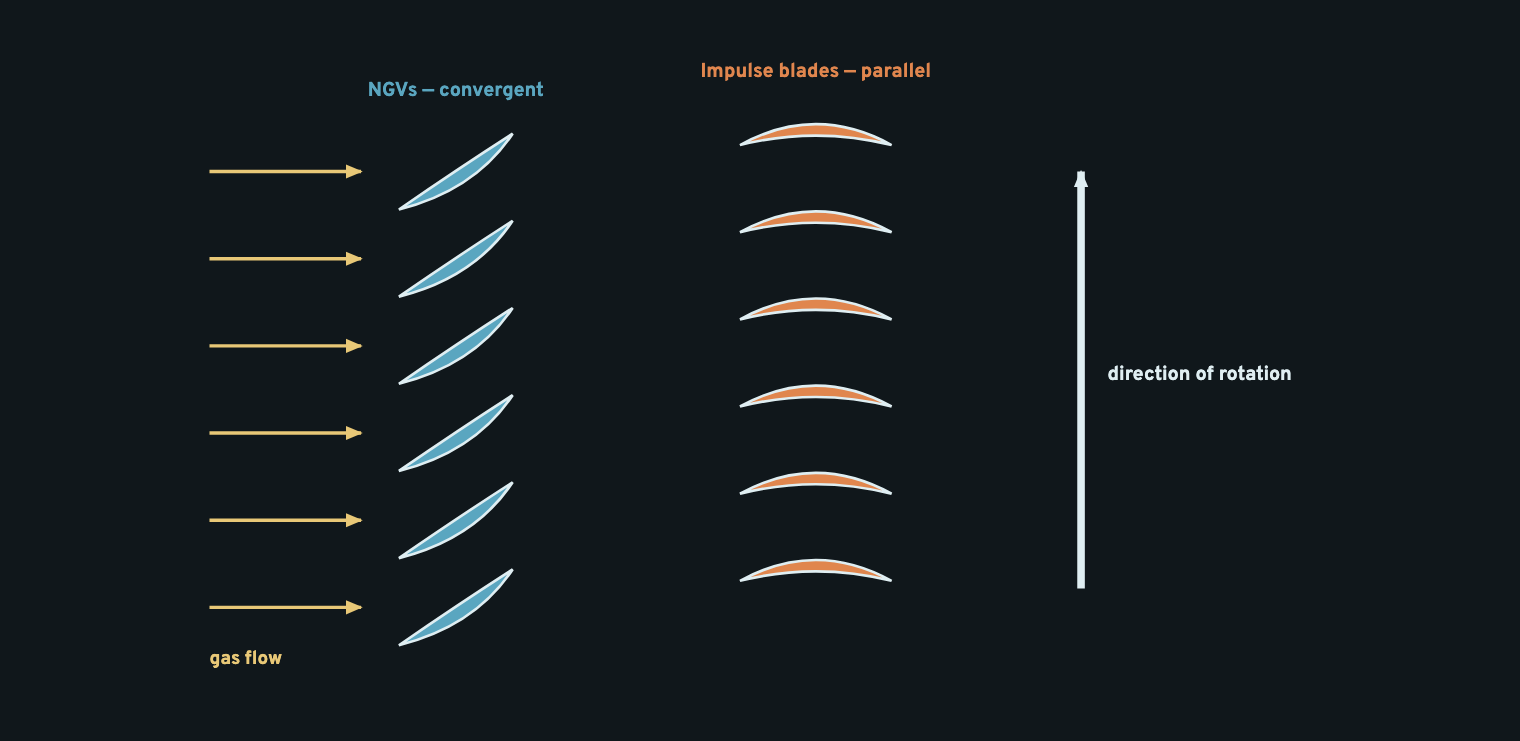 Impulse blades – parallel
NGVs – convergent
direction of rotation
gas flow